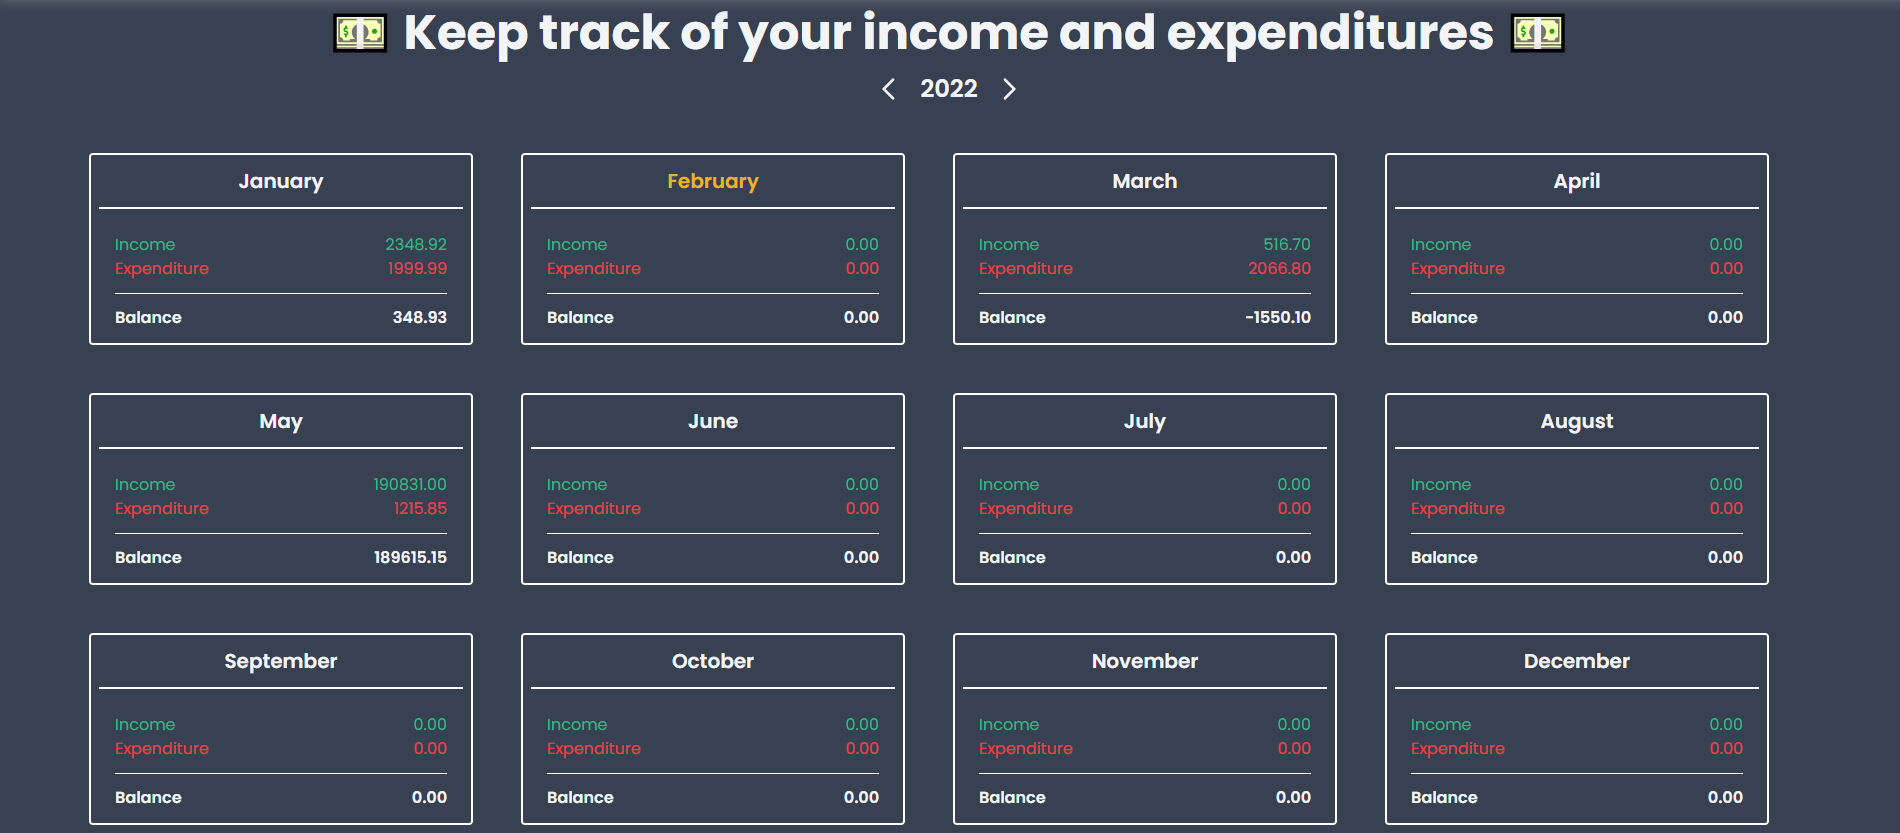 Keep track of your income and expenditures
2022
January
Income 2348.92
Expenditure 1999.99
Balance 348.93
February
Income 0.00
Expenditure 0.00
Balance 0.00
March
Income 516.70
Expenditure 2066.80
Balance -1550.10
April
Income 0.00
Expenditure 0.00
Balance 0.00
May
Income 190831.00
Expenditure 1215.85
Balance 189615.15
June
Income 0.00
Expenditure 0.00
Balance 0.00
July
Income 0.00
Expenditure 0.00
Balance 0.00
August
Income 0.00
Expenditure 0.00
Balance 0.00
September
Income 0.00
Expenditure 0.00
Balance 0.00
October
Income 0.00
Expenditure 0.00
Balance 0.00
November
Income 0.00
Expenditure 0.00
Balance 0.00
December
Income 0.00
Expenditure 0.00
Balance 0.00